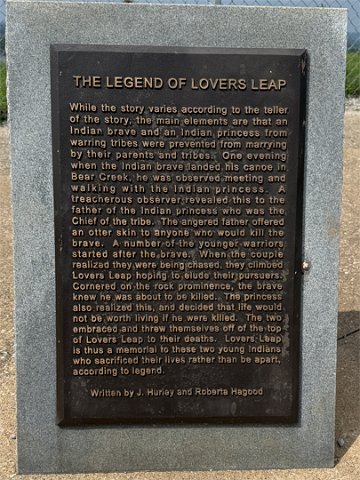 THE LEGEND OF LOVERS LEAP
While the story varies according to the teller
of the story, the main elements are that an
Indian brave and an Indian princess from
warring tribes were prevented from marrying
by their parents and tribes. One evening
when the Indian brave landed his canoe in
Bear Creek, he was observed meeting and
walking with the Indian princess. A
treacherous observer revealed this to the
father of the Indian princess who was the
Chief of the tribe. The angered father offered
an otter skin to anyone who would kill the
brave. A number of the younger warriors
started after the brave. When the couple
realized they were being chased, they climbed
Lovers Leap hoping to elude their pursuers.
Cornered on the rock prominence, the brave
knew he was about to be killed. The princess
also realized this, and decided that life would
not be worth living if he were killed. The two
embraced and threw themselves off of the top
of Lovers Leap to their deaths. Lovers Leap
is thus a memorial to these two young Indians
who sacrificed their lives rather than be apart,
according to legend.
Written by J. Hurley and Roberta Hagood